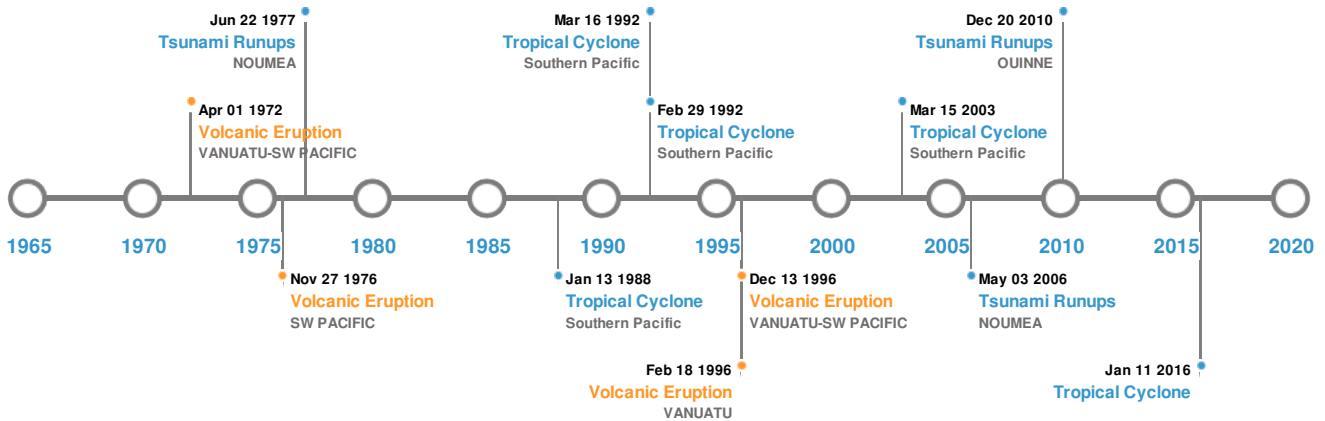 Jun 22 1977
Tsunami Runups
NOUMEA
Mar 16 1992
Tropical Cyclone
Southern Pacific
Dec 20 2010
Tsunami Runups
OUINNE
Apr 01 1972
Volcanic Eruption
VANUATU-SW PACIFIC
Feb 29 1992
Tropical Cyclone
Southern Pacific
Mar 15 2003
Tropical Cyclone
Southern Pacific
1965 1970 1975 1980 1985 1990 1995 2000 2005 2010 2015 2020
Nov 27 1976
Volcanic Eruption
SW PACIFIC
Jan 13 1988
Tropical Cyclone
Southern Pacific
Dec 13 1996
Volcanic Eruption
VANUATU-SW PACIFIC
May 03 2006
Tsunami Runups
NOUMEA
Feb 18 1996
Volcanic Eruption
VANUATU
Jan 11 2016
Tropical Cyclone